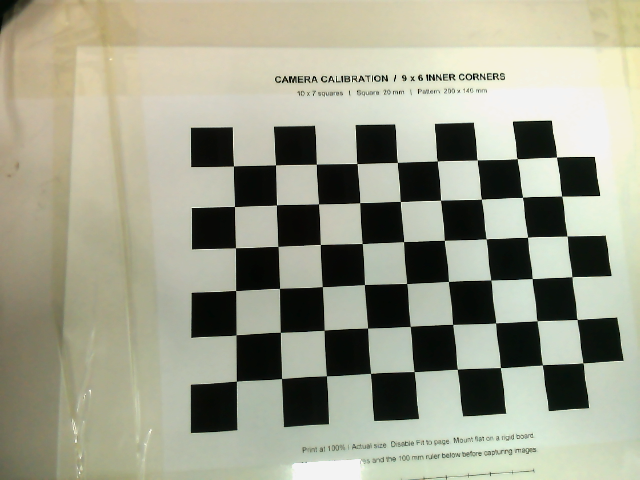 CAMERA CALIBRATION / 9 x 6 INNER CORNERS
10 x 7 squares | Square: 20 mm | Pattern: 200 x 140 mm
Print at 100% / Actual size. Disable Fit to page. Mount flat on a rigid board.
and the 100 mm ruler below before capturing images.